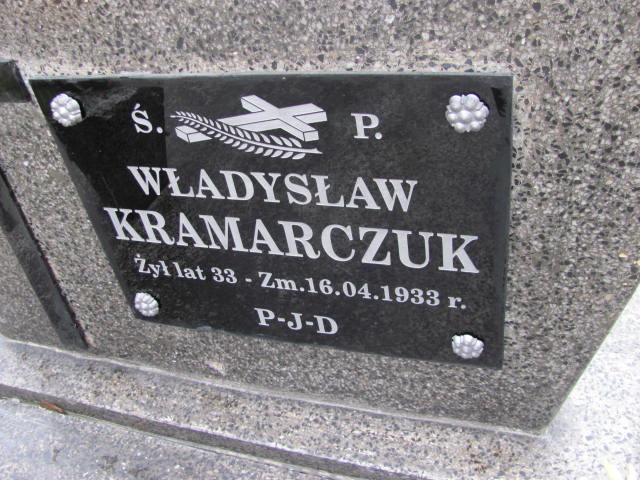 Ś. P.
WŁADYSŁAW
KRAMARCZUK
Żył lat 33 - Zm.16.04.1933 r.
P-J-D